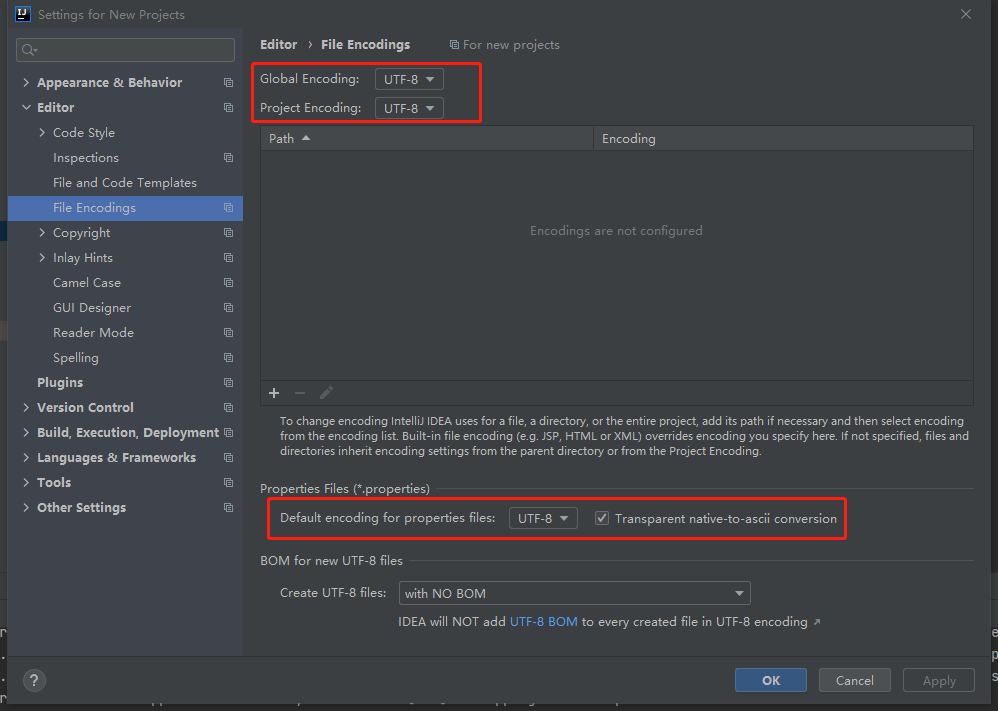 Settings for New Projects
Editor › File Encodings For new projects
Global Encoding: UTF-8
Project Encoding: UTF-8
Appearance & Behavior
Editor
Code Style
Inspections
File and Code Templates
File Encodings
Copyright
Inlay Hints
Camel Case
GUI Designer
Reader Mode
Spelling
Plugins
Version Control
Build, Execution, Deployment
Languages & Frameworks
Tools
Other Settings
Path Encoding
Encodings are not configured
To change encoding IntelliJ IDEA uses for a file, a directory, or the entire project, add its path if necessary and then select encoding
from the encoding list. Built-in file encoding (e.g. JSP, HTML or XML) overrides encoding you specify here. If not specified, files and
directories inherit encoding settings from the parent directory or from the Project Encoding.
Properties Files (*.properties)
Default encoding for properties files: UTF-8 Transparent native-to-ascii conversion
BOM for new UTF-8 files
Create UTF-8 files: with NO BOM
IDEA will NOT add UTF-8 BOM to every created file in UTF-8 encoding ↗
?
OK Cancel Apply